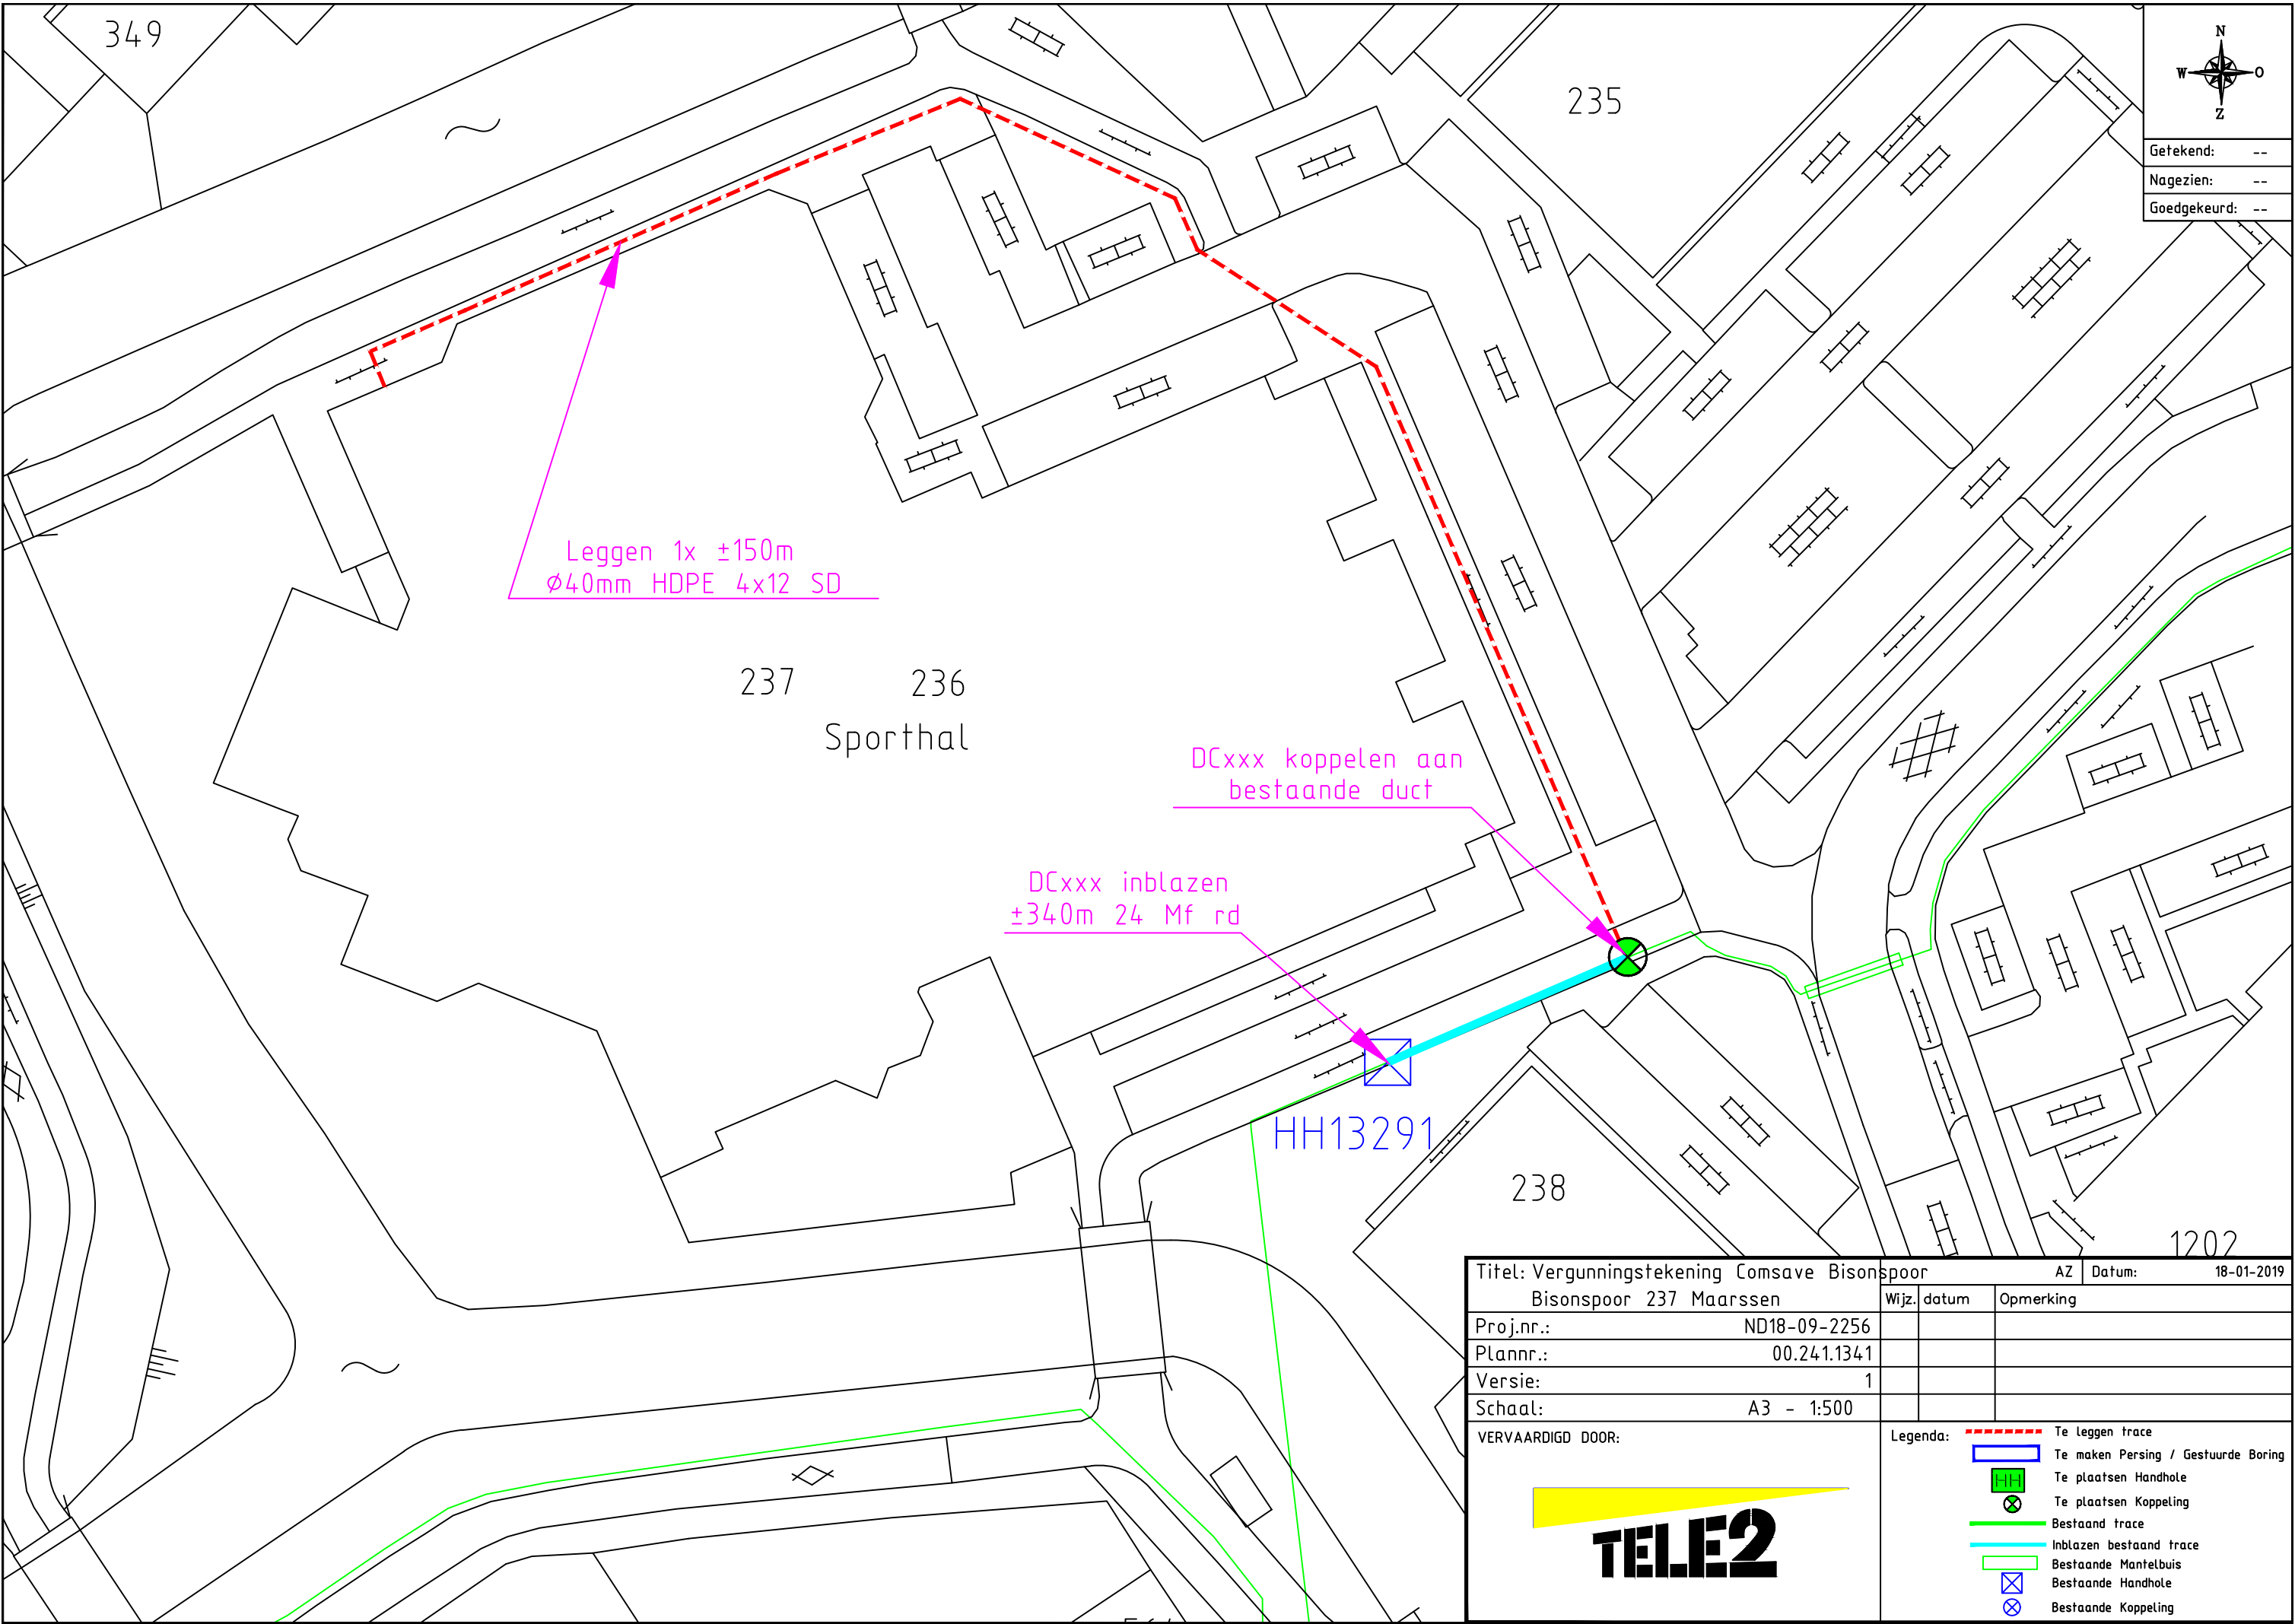 349
235
N
W
O
Z
Getekend: --
Nagezien: --
Goedgekeurd: --
Leggen 1x ±150m
Ø40mm HDPE 4x12 SD
237
236
Sporthal
DCxxx koppelen aan
bestaande duct
DCxxx inblazen
±340m 24 Mf rd
HH13291
238
1202
Titel: Vergunningstekening Comsave Bisonspoor
Bisonspoor 237 Maarssen
AZ
Datum: 18-01-2019
Wijz. datum Opmerking
Proj.nr.: ND18-09-2256
Plannr.: 00.241.1341
Versie: 1
Schaal: A3 - 1:500
VERVAARDIGD DOOR:
TELE2
Legenda:
Te leggen trace
Te maken Persing / Gestuurde Boring
HH Te plaatsen Handhole
Te plaatsen Koppeling
Bestaand trace
Inblazen bestaand trace
Bestaande Mantelbuis
Bestaande Handhole
Bestaande Koppeling